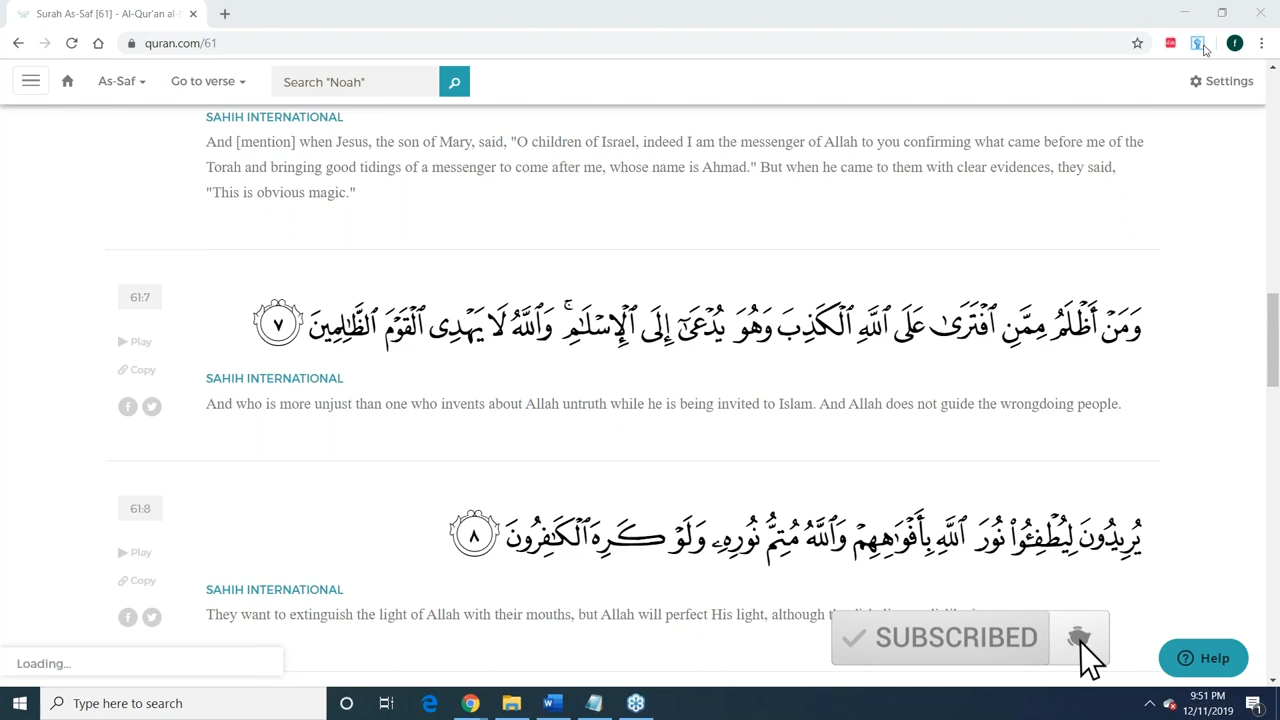 Surah As-Saf [61] - Al-Qur'an al-
quran.com/61
As-Saf
Go to verse
Search "Noah"
Settings
SAHIH INTERNATIONAL
And [mention] when Jesus, the son of Mary, said, "O children of Israel, indeed I am the messenger of Allah to you confirming what came before me of the
Torah and bringing good tidings of a messenger to come after me, whose name is Ahmad." But when he came to them with clear evidences, they said,
"This is obvious magic."
61:7
وَمَنْ أَظْلَمُ مِمَّنِ ٱفْتَرَىٰ عَلَى ٱللَّهِ ٱلْكَذِبَ وَهُوَ يُدْعَىٰٓ إِلَى ٱلْإِسْلَـٰمِ ۚ وَٱللَّهُ لَا يَهْدِى ٱلْقَوْمَ ٱلظَّـٰلِمِينَ ٧
Play
Copy
SAHIH INTERNATIONAL
And who is more unjust than one who invents about Allah untruth while he is being invited to Islam. And Allah does not guide the wrongdoing people.
61:8
يُرِيدُونَ لِيُطْفِـُٔوا۟ نُورَ ٱللَّهِ بِأَفْوَٰهِهِمْ وَٱللَّهُ مُتِمُّ نُورِهِۦ وَلَوْ كَرِهَ ٱلْكَـٰفِرُونَ ٨
Play
Copy
SAHIH INTERNATIONAL
They want to extinguish the light of Allah with their mouths, but Allah will perfect His light, although
SUBSCRIBED
Loading...
Help
Type here to search
9:51 PM
12/11/2019